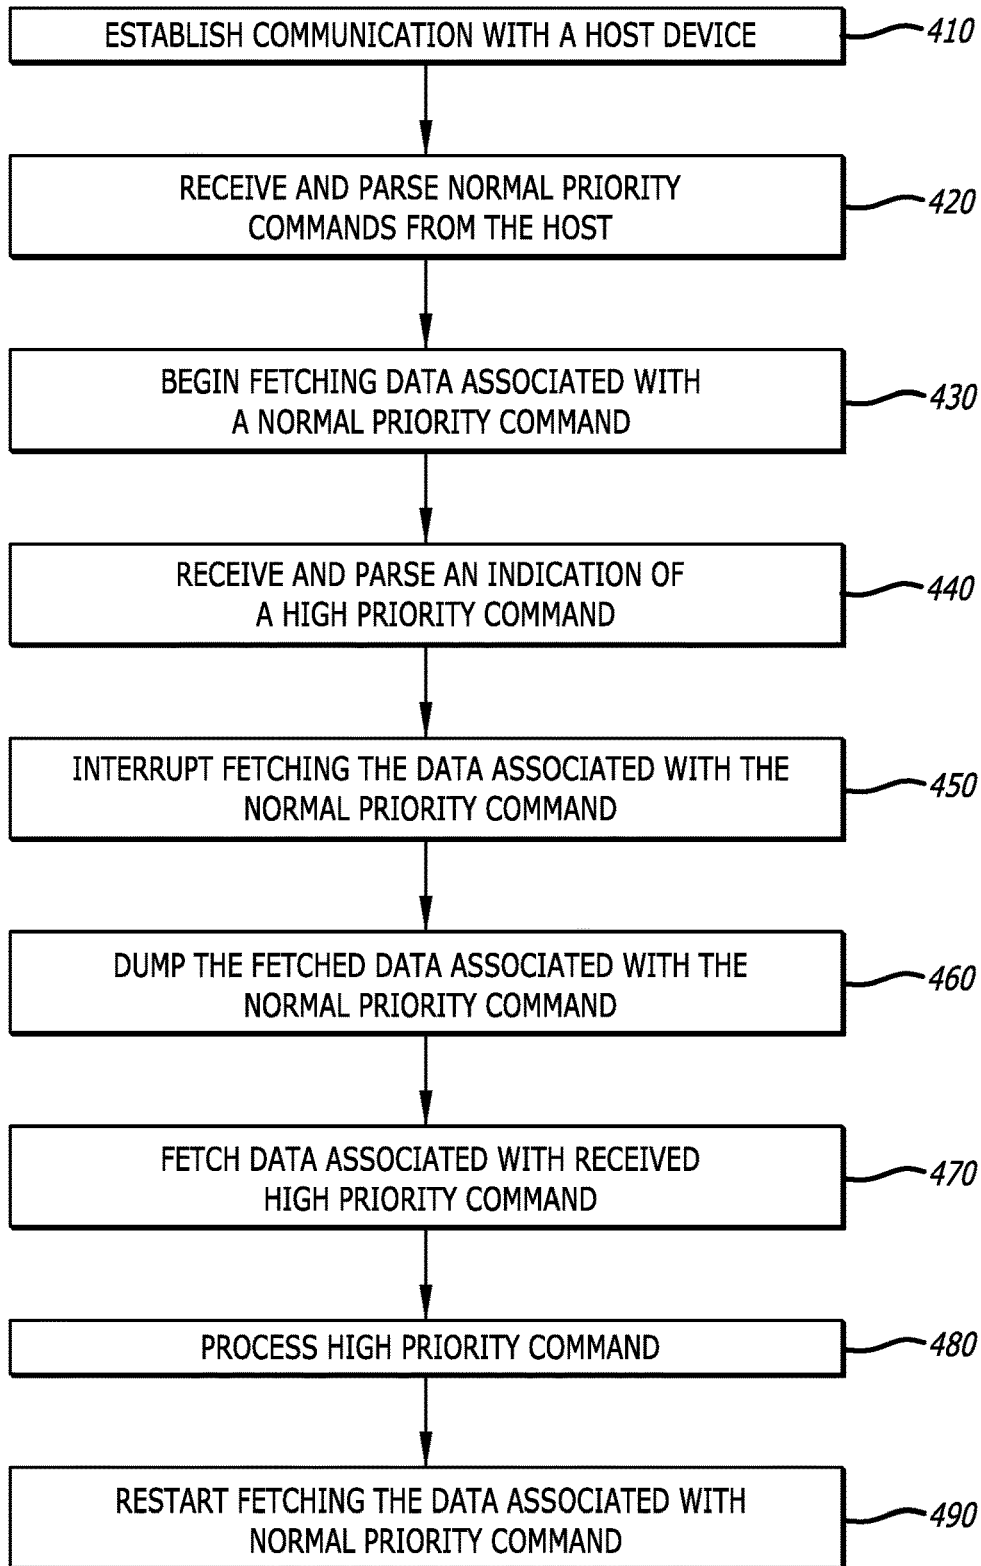 ESTABLISH COMMUNICATION WITH A HOST DEVICE
410
RECEIVE AND PARSE NORMAL PRIORITY
COMMANDS FROM THE HOST
420
BEGIN FETCHING DATA ASSOCIATED WITH
A NORMAL PRIORITY COMMAND
430
RECEIVE AND PARSE AN INDICATION OF
A HIGH PRIORITY COMMAND
440
INTERRUPT FETCHING THE DATA ASSOCIATED WITH THE
NORMAL PRIORITY COMMAND
450
DUMP THE FETCHED DATA ASSOCIATED WITH THE
NORMAL PRIORITY COMMAND
460
FETCH DATA ASSOCIATED WITH RECEIVED
HIGH PRIORITY COMMAND
470
PROCESS HIGH PRIORITY COMMAND
480
RESTART FETCHING THE DATA ASSOCIATED WITH
NORMAL PRIORITY COMMAND
490